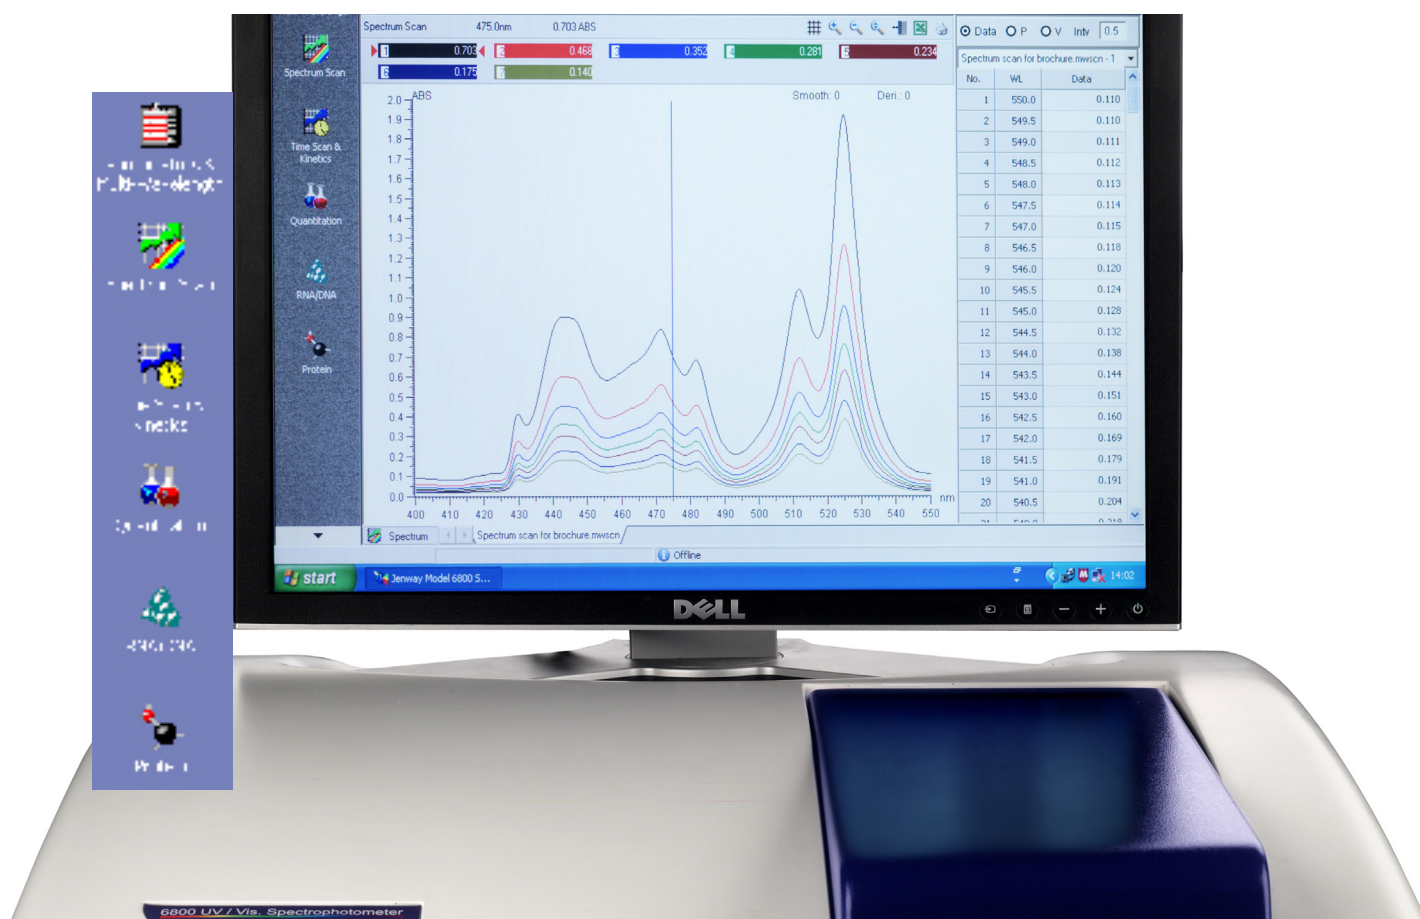 Spectrum Scan 475.0nm 0.703 ABS
Data P V Intv 0.5
1 0.703 2 0.468 3 0.352 4 0.281 5 0.234
6 0.175 7 0.140
Spectrum scan for brochure.mwscn - 1
No. WL Data
1 550.0 0.110
2 549.5 0.110
3 549.0 0.111
4 548.5 0.112
5 548.0 0.113
6 547.5 0.114
7 547.0 0.115
8 546.5 0.118
9 546.0 0.120
10 545.5 0.124
11 545.0 0.128
12 544.5 0.132
13 544.0 0.138
14 543.5 0.144
15 543.0 0.151
16 542.5 0.160
17 542.0 0.169
18 541.5 0.179
19 541.0 0.191
20 540.5 0.204
Spectrum Scan
Time Scan &
Kinetics
Quantitation
RNA/DNA
Protein
ABS
Smooth: 0 Deri.: 0
2.0
1.9
1.8
1.7
1.6
1.5
1.4
1.3
1.2
1.1
1.0
0.9
0.8
0.7
0.6
0.5
0.4
0.3
0.2
0.1
0.0
nm
400 410 420 430 440 450 460 470 480 490 500 510 520 530 540 550
Spectrum Spectrum scan for brochure.mwscn
Offline
start Jenway Model 6800 S... 14:02
DELL
6800 UV / Vis. Spectrophotometer